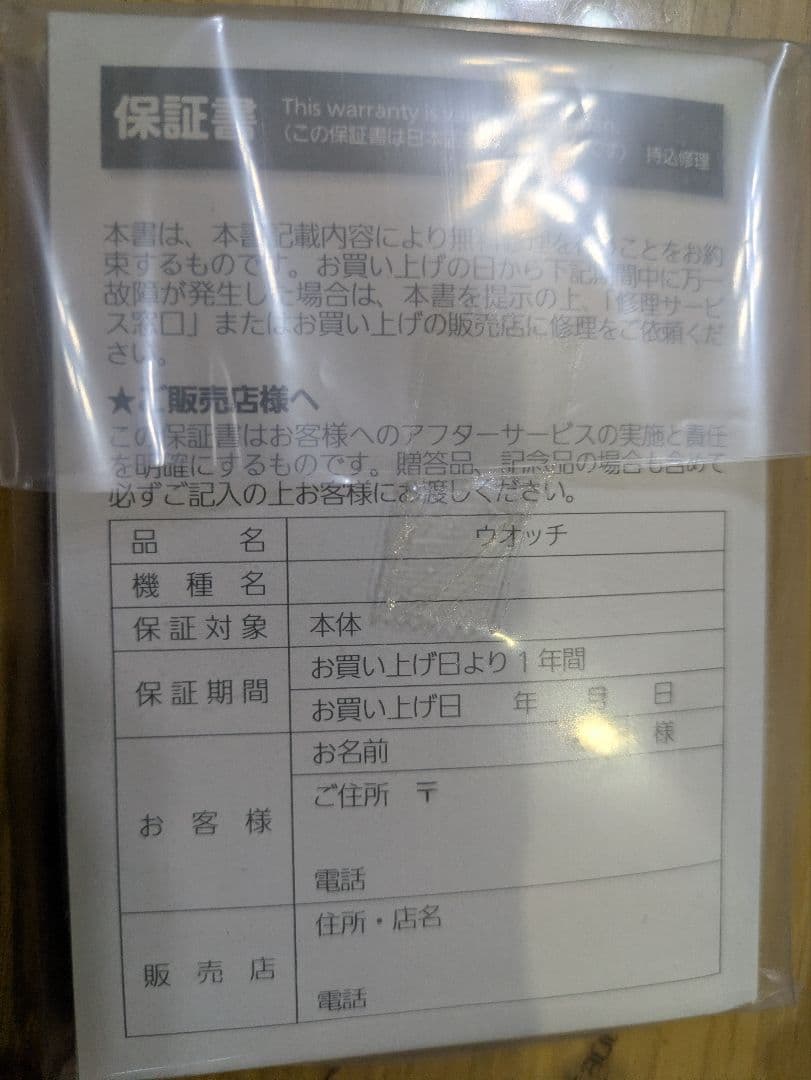 保証書
This warranty is
（この保証書は日本
持込修理
本書は、本書記載内容により無料修理を行うことをお約
束するものです。お買い上げの日から下記期間中に万一
故障が発生した場合は、本書を提示の上、「修理サービ
ス窓口」またはお買い上げの販売店に修理をご依頼くだ
さい。
★ご販売店様へ
この保証書はお客様へのアフターサービスの実施と責任
を明確にするものです。贈答品、記念品の場合も含めて
必ずご記入の上お客様にお渡しください。
品名 ウオッチ
機種名
保証対象 本体
保証期間 お買い上げ日より1年間
お買い上げ日 年 月 日
お客様 お名前 様
ご住所 〒
電話
販売店 住所・店名
電話